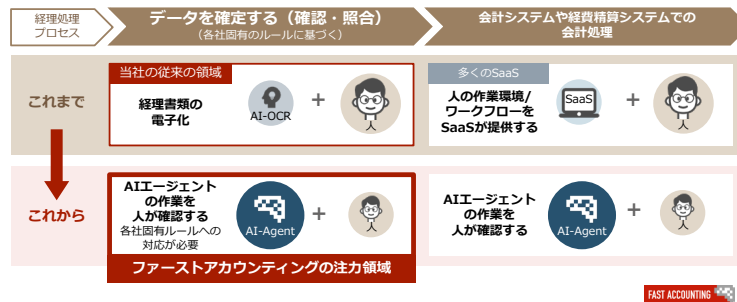 経理処理
プロセス
データを確定する（確認・照合）
（各社固有のルールに基づく）
会計システムや経費精算システムでの
会計処理
これまで
当社の従来の領域
経理書類の
電子化
AI-OCR
+
人
多くのSaaS
人の作業環境/
ワークフローを
SaaSが提供する
SaaS
+
人
これから
AIエージェント
の作業を
人が確認する
各社固有ルールへの
対応が必要
AI-Agent
+
人
ファーストアカウンティングの注力領域
AIエージェント
の作業を
人が確認する
AI-Agent
+
人
FAST ACCOUNTING